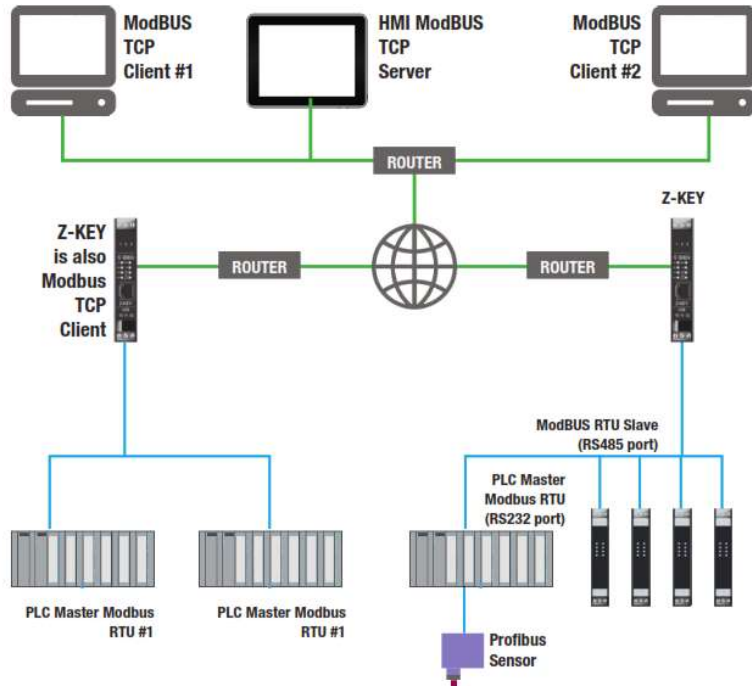 ModBUS
TCP
Client #1
HMI ModBUS
TCP
Server
ModBUS
TCP
Client #2
ROUTER
Z-KEY
Z-KEY
is also
Modbus
TCP
Client
ROUTER
ROUTER
ModBUS RTU Slave
(RS485 port)
PLC Master
Modbus RTU
(RS232 port)
PLC Master Modbus
RTU #1
PLC Master Modbus
RTU #1
Profibus
Sensor